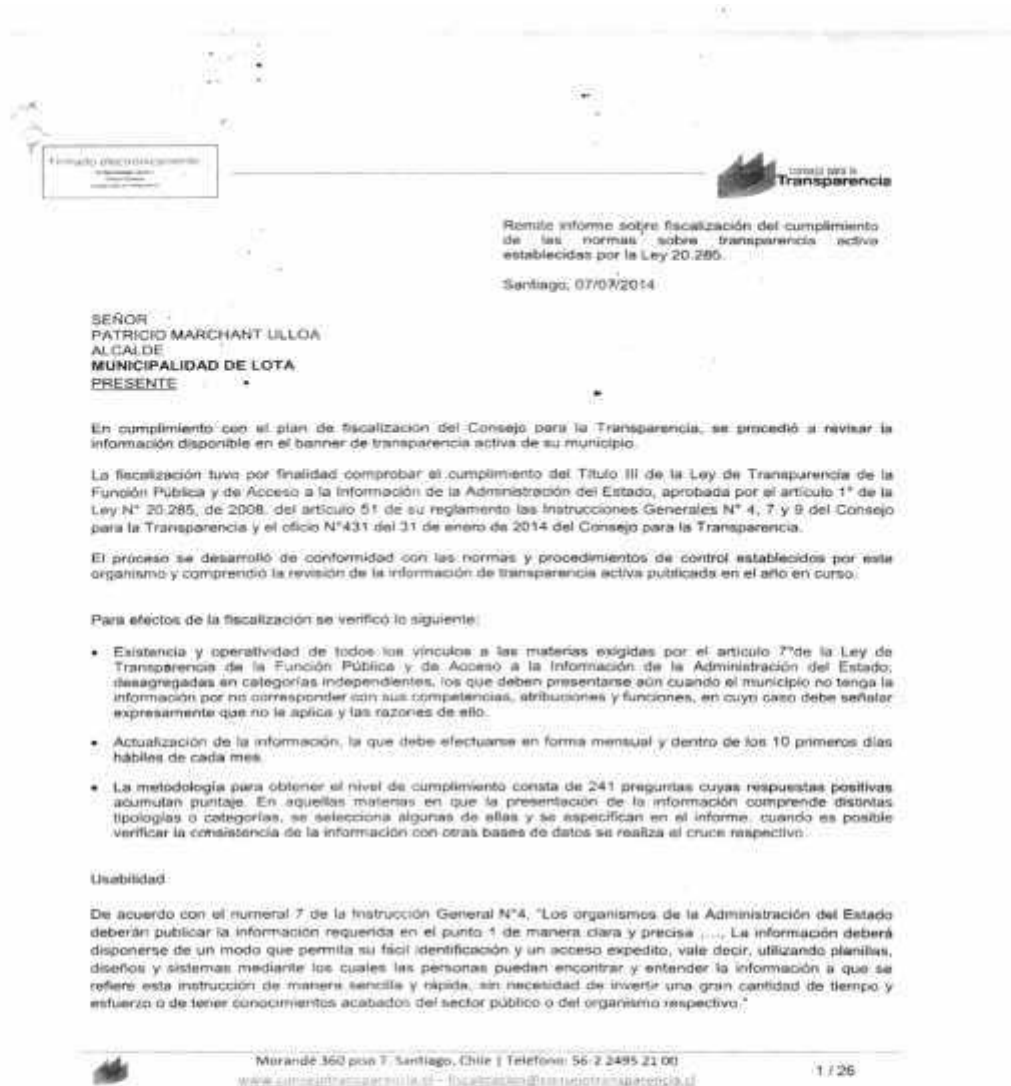 Firmado electrónicamente
Consejo para la
Transparencia
Remite informe sobre fiscalización del cumplimiento
de las normas sobre transparencia activa
establecidas por la Ley 20.285.
Santiago, 07/07/2014
SEÑOR
PATRICIO MARCHANT ULLOA
ALCALDE
MUNICIPALIDAD DE LOTA
PRESENTE
En cumplimiento con el plan de fiscalización del Consejo para la Transparencia, se procedió a revisar la
información disponible en el banner de transparencia activa de su municipio.
La fiscalización tuvo por finalidad comprobar el cumplimiento del Título III de la Ley de Transparencia de la
Función Pública y de Acceso a la Información de la Administración del Estado, aprobada por el artículo 1° de la
Ley N° 20.285, de 2008, del artículo 51 de su reglamento las Instrucciones Generales N° 4, 7 y 9 del Consejo
para la Transparencia y el oficio N°431 del 31 de enero de 2014 del Consejo para la Transparencia.
El proceso se desarrolló de conformidad con las normas y procedimientos de control establecidos por este
organismo y comprendió la revisión de la información de transparencia activa publicada en el año en curso.
Para efectos de la fiscalización se verificó lo siguiente:
• Existencia y operatividad de todos los vínculos a las materias exigidas por el artículo 7°de la Ley de
Transparencia de la Función Pública y de Acceso a la Información de la Administración del Estado,
desagregadas en categorías independientes, los que deben presentarse aún cuando el municipio no tenga la
información por no corresponder con sus competencias, atribuciones y funciones, en cuyo caso debe señalar
expresamente que no le aplica y las razones de ello.
• Actualización de la información, la que debe efectuarse en forma mensual y dentro de los 10 primeros días
hábiles de cada mes.
• La metodología para obtener el nivel de cumplimiento consta de 241 preguntas cuyas respuestas positivas
acumulan puntaje. En aquellas materias en que la presentación de la información comprende distintas
tipologías o categorías, se selecciona algunas de ellas y se especifican en el informe, cuando es posible
verificar la consistencia de la información con otras bases de datos se realiza el cruce respectivo.
Usabilidad
De acuerdo con el numeral 7 de la Instrucción General N°4, "Los organismos de la Administración del Estado
deberán publicar la información requerida en el punto 1 de manera clara y precisa ...., La información deberá
disponerse de un modo que permita su fácil identificación y un acceso expedito, vale decir, utilizando planillas,
diseños y sistemas mediante los cuales las personas puedan encontrar y entender la información a que se
refiere esta instrucción de manera sencilla y rápida, sin necesidad de invertir una gran cantidad de tiempo y
esfuerzo o de tener conocimientos acabados del sector público o del organismo respectivo."
Morandé 360 piso 7. Santiago, Chile | Teléfono: 56-2 2495 21 00
www.consejotransparencia.cl - fiscalizacion@consejotransparencia.cl
1 / 26